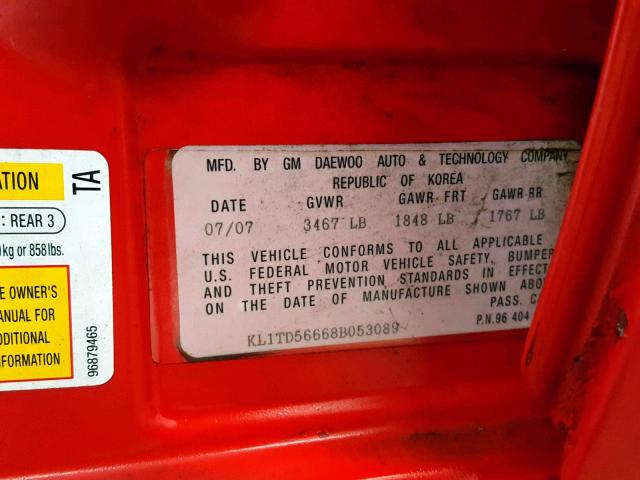 ATION
: REAR 3
kg or 858 lbs.
E OWNER'S
ANUAL FOR
DDITIONAL
NFORMATION
TA
96879465
MFD. BY GM DAEWOO AUTO & TECHNOLOGY COMPANY
REPUBLIC OF KOREA
DATE GVWR GAWR FRT GAWR RR
07/07 3467 LB 1848 LB 1767 LB
THIS VEHICLE CONFORMS TO ALL APPLICABLE
U.S. FEDERAL MOTOR VEHICLE SAFETY, BUMPER
AND THEFT PREVENTION STANDARDS IN EFFECT
ON THE DATE OF MANUFACTURE SHOWN ABO
PASS. C
P.N.96 404
KL1TD56668B053089